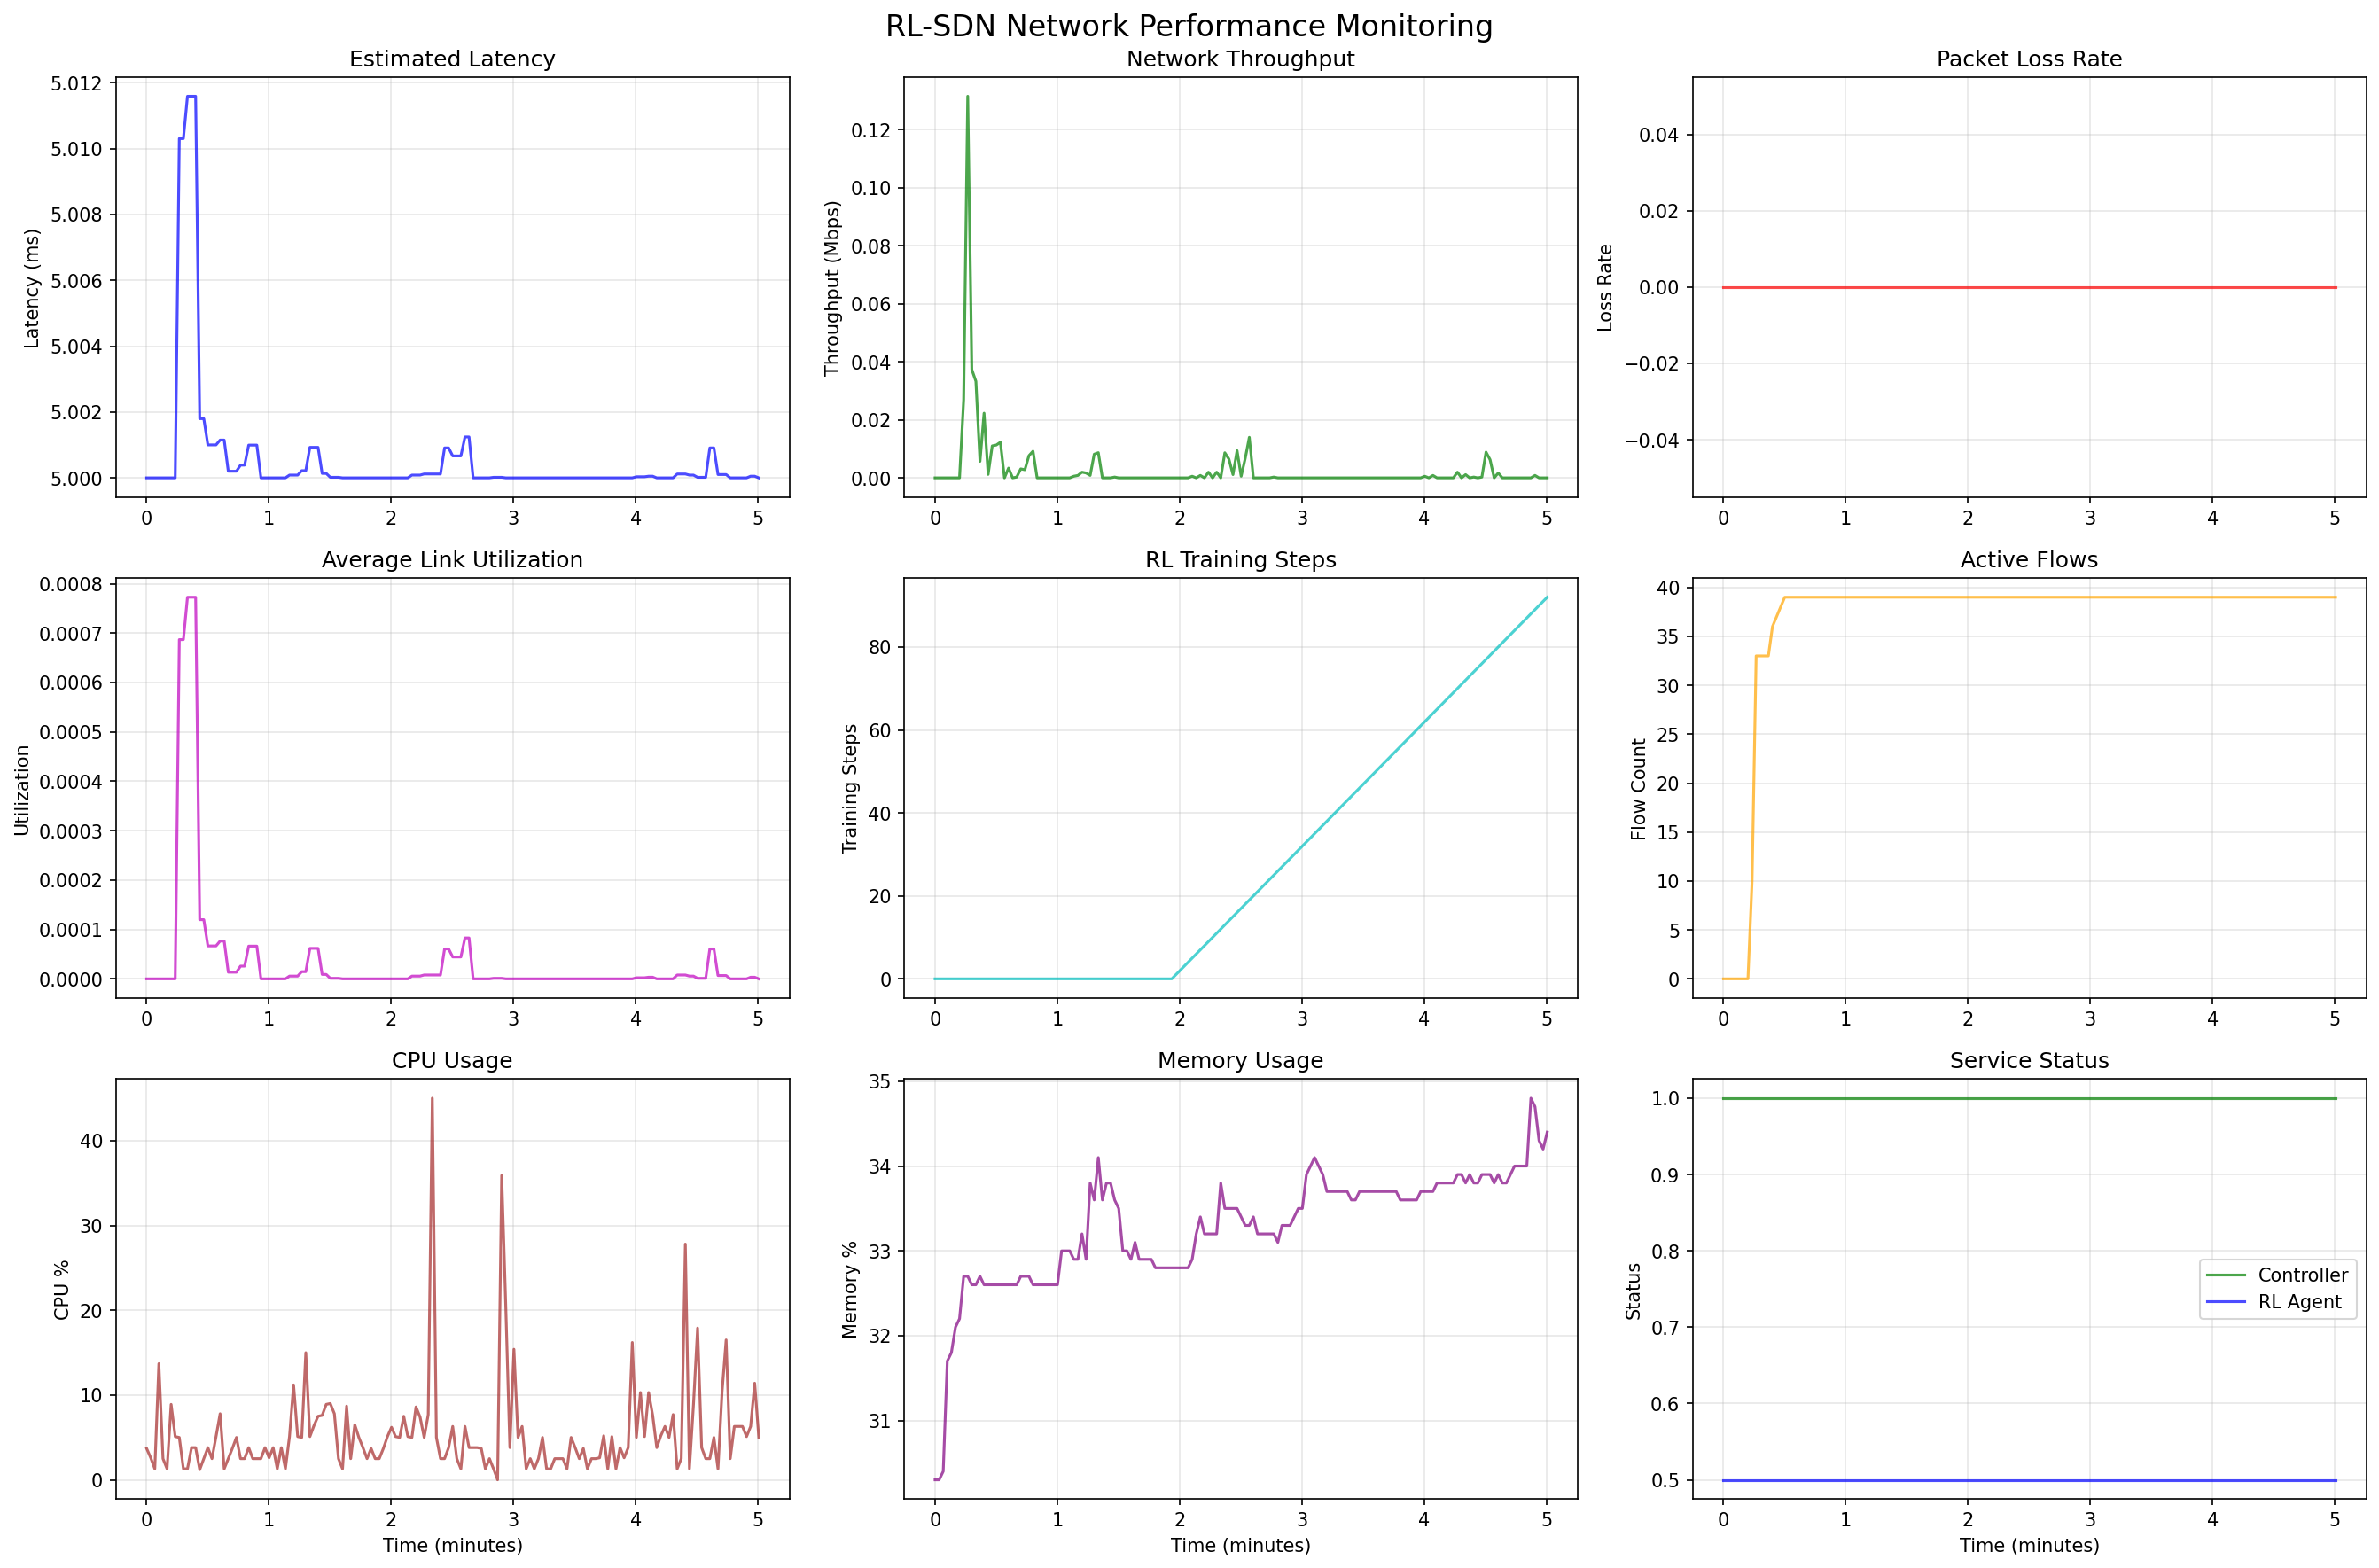 RL-SDN Network Performance Monitoring
Estimated Latency
Latency (ms)
5.012
5.010
5.008
5.006
5.004
5.002
5.000
0 1 2 3 4 5
Network Throughput
Throughput (Mbps)
0.12
0.10
0.08
0.06
0.04
0.02
0.00
0 1 2 3 4 5
Packet Loss Rate
Loss Rate
0.04
0.02
0.00
−0.02
−0.04
0 1 2 3 4 5
Average Link Utilization
Utilization
0.0008
0.0007
0.0006
0.0005
0.0004
0.0003
0.0002
0.0001
0.0000
0 1 2 3 4 5
RL Training Steps
Training Steps
80
60
40
20
0
0 1 2 3 4 5
Active Flows
Flow Count
40
35
30
25
20
15
10
5
0
0 1 2 3 4 5
CPU Usage
CPU %
40
30
20
10
0
0 1 2 3 4 5
Time (minutes)
Memory Usage
Memory %
35
34
33
32
31
0 1 2 3 4 5
Time (minutes)
Service Status
Status
1.0
0.9
0.8
0.7
0.6
0.5
Controller
RL Agent
0 1 2 3 4 5
Time (minutes)